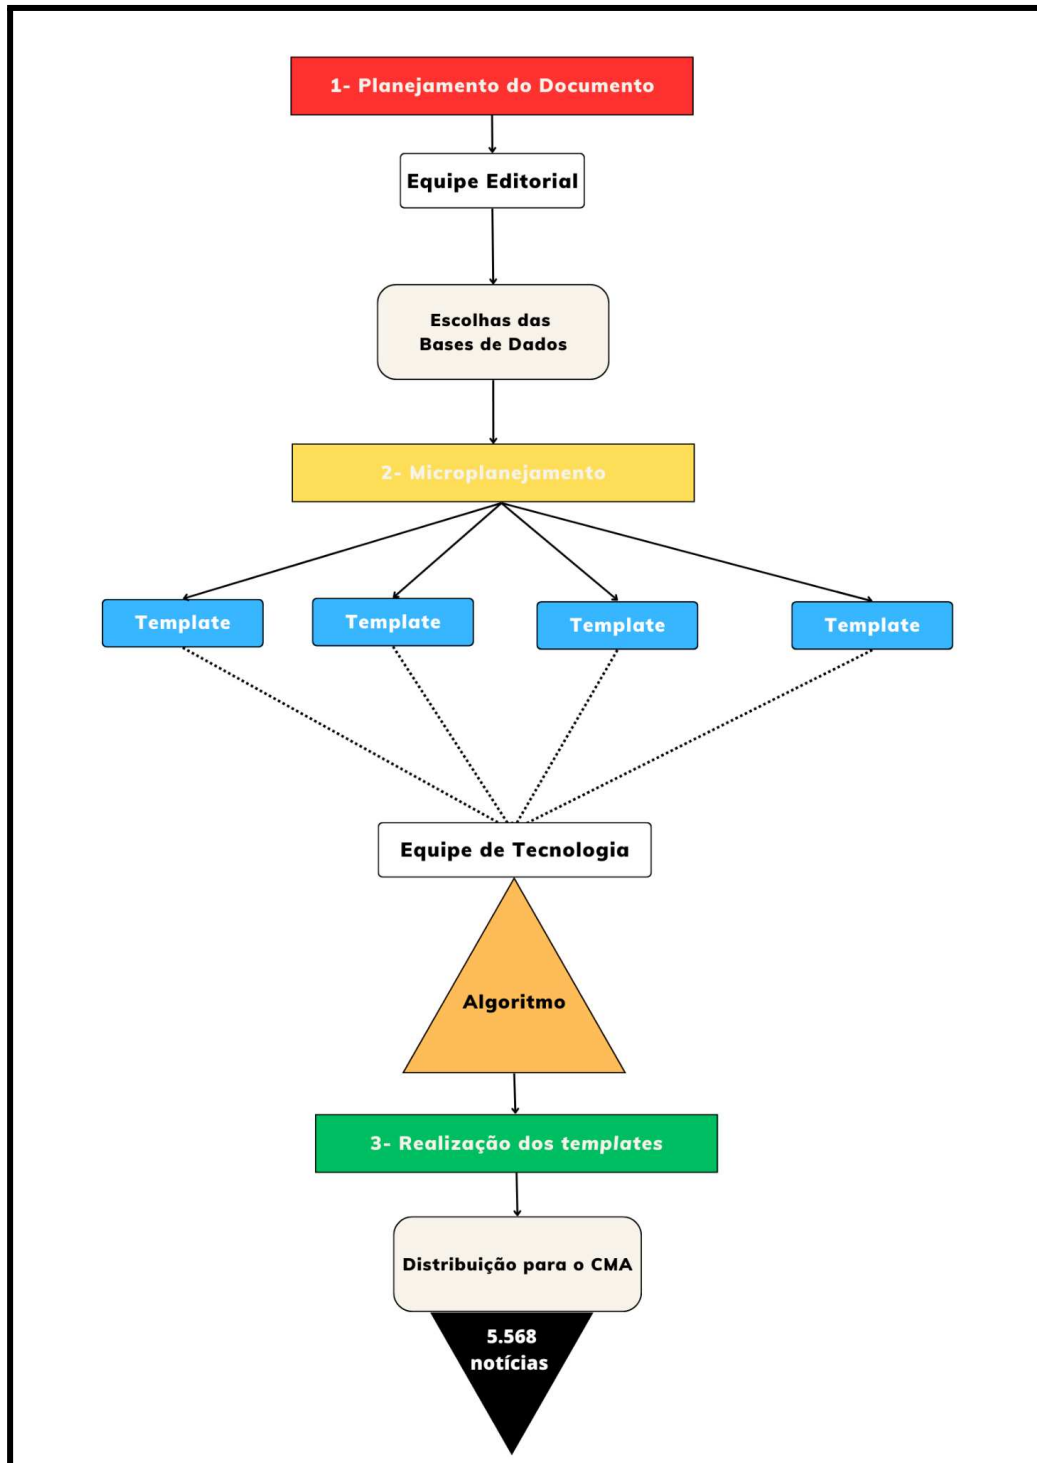 1- Planejamento do Documento
Equipe Editorial
Escolhas das
Bases de Dados
2- Microplanejamento
Template
Template
Template
Template
Equipe de Tecnologia
Algoritmo
3- Realização dos templates
Distribuição para o CMA
5.568
notícias